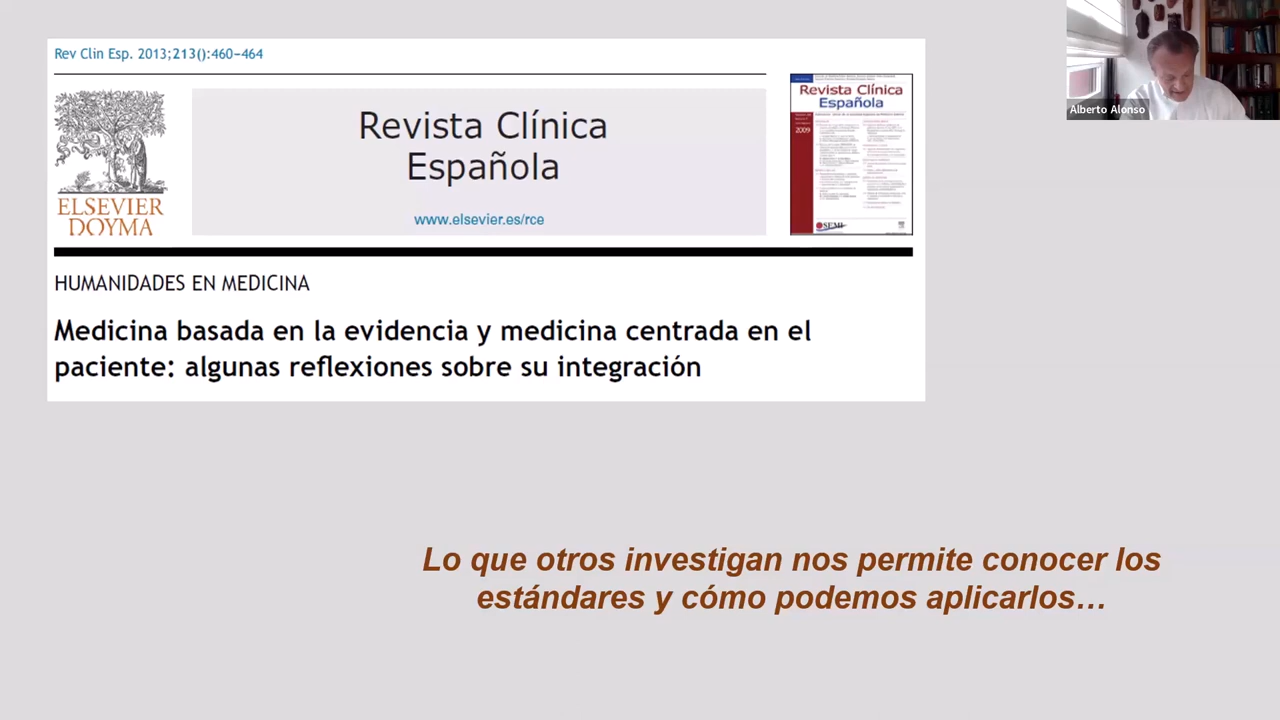 Rev Clin Esp. 2013;213():460-464
ELSEVIER
DOYMA
Revista Clínica
Española
www.elsevier.es/rce
Revista Clínica
Española
2009
SEMI
HUMANIDADES EN MEDICINA
Medicina basada en la evidencia y medicina centrada en el
paciente: algunas reflexiones sobre su integración
Lo que otros investigan nos permite conocer los
estándares y cómo podemos aplicarlos…
Alberto Alonso